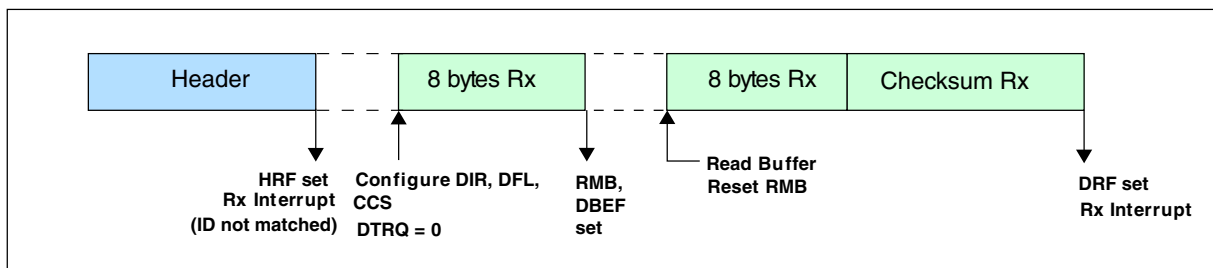 Header
8 bytes Rx
8 bytes Rx
Checksum Rx
HRF set
Rx Interrupt
(ID not matched)
Configure DIR, DFL,
CCS
DTRQ = 0
RMB,
DBEF
set
Read Buffer
Reset RMB
DRF set
Rx Interrupt